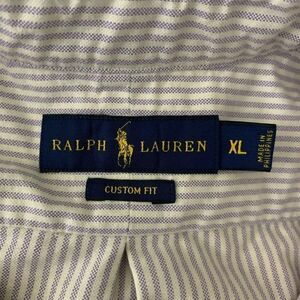 RALPH LAUREN
XL
MADE IN
PHILIPPINES
CUSTOM FIT